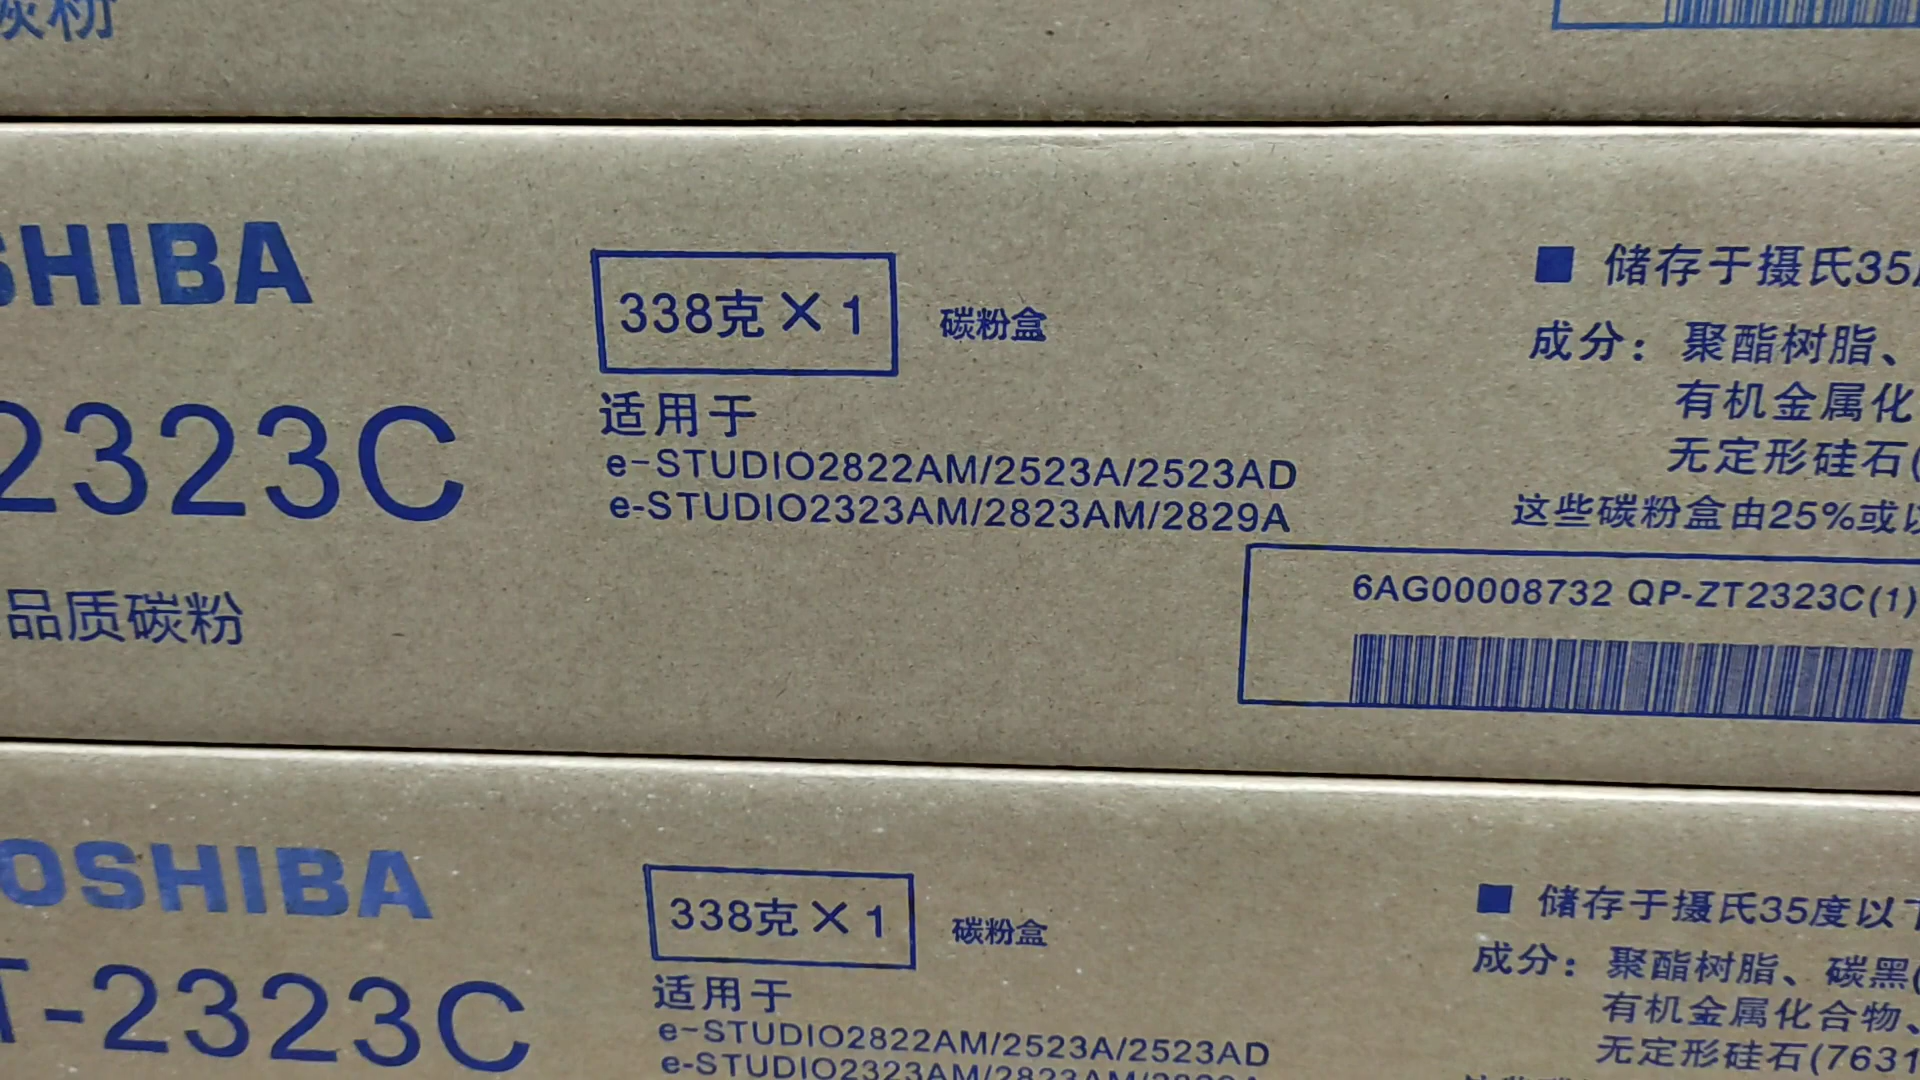 碳粉
SHIBA
2323C
品质碳粉
338克×1 碳粉盒
适用于
e-STUDIO2822AM/2523A/2523AD
e-STUDIO2323AM/2823AM/2829A
■ 储存于摄氏35
成分：聚酯树脂、
有机金属化
无定形硅石(
这些碳粉盒由25%或以
6AG00008732 QP-ZT2323C(1)
OSHIBA
T-2323C
338克×1 碳粉盒
适用于
e-STUDIO2822AM/2523A/2523AD
e-STUDIO2323AM/2823AM/2829A
■ 储存于摄氏35度以下
成分：聚酯树脂、碳黑(
有机金属化合物、
无定形硅石(7631